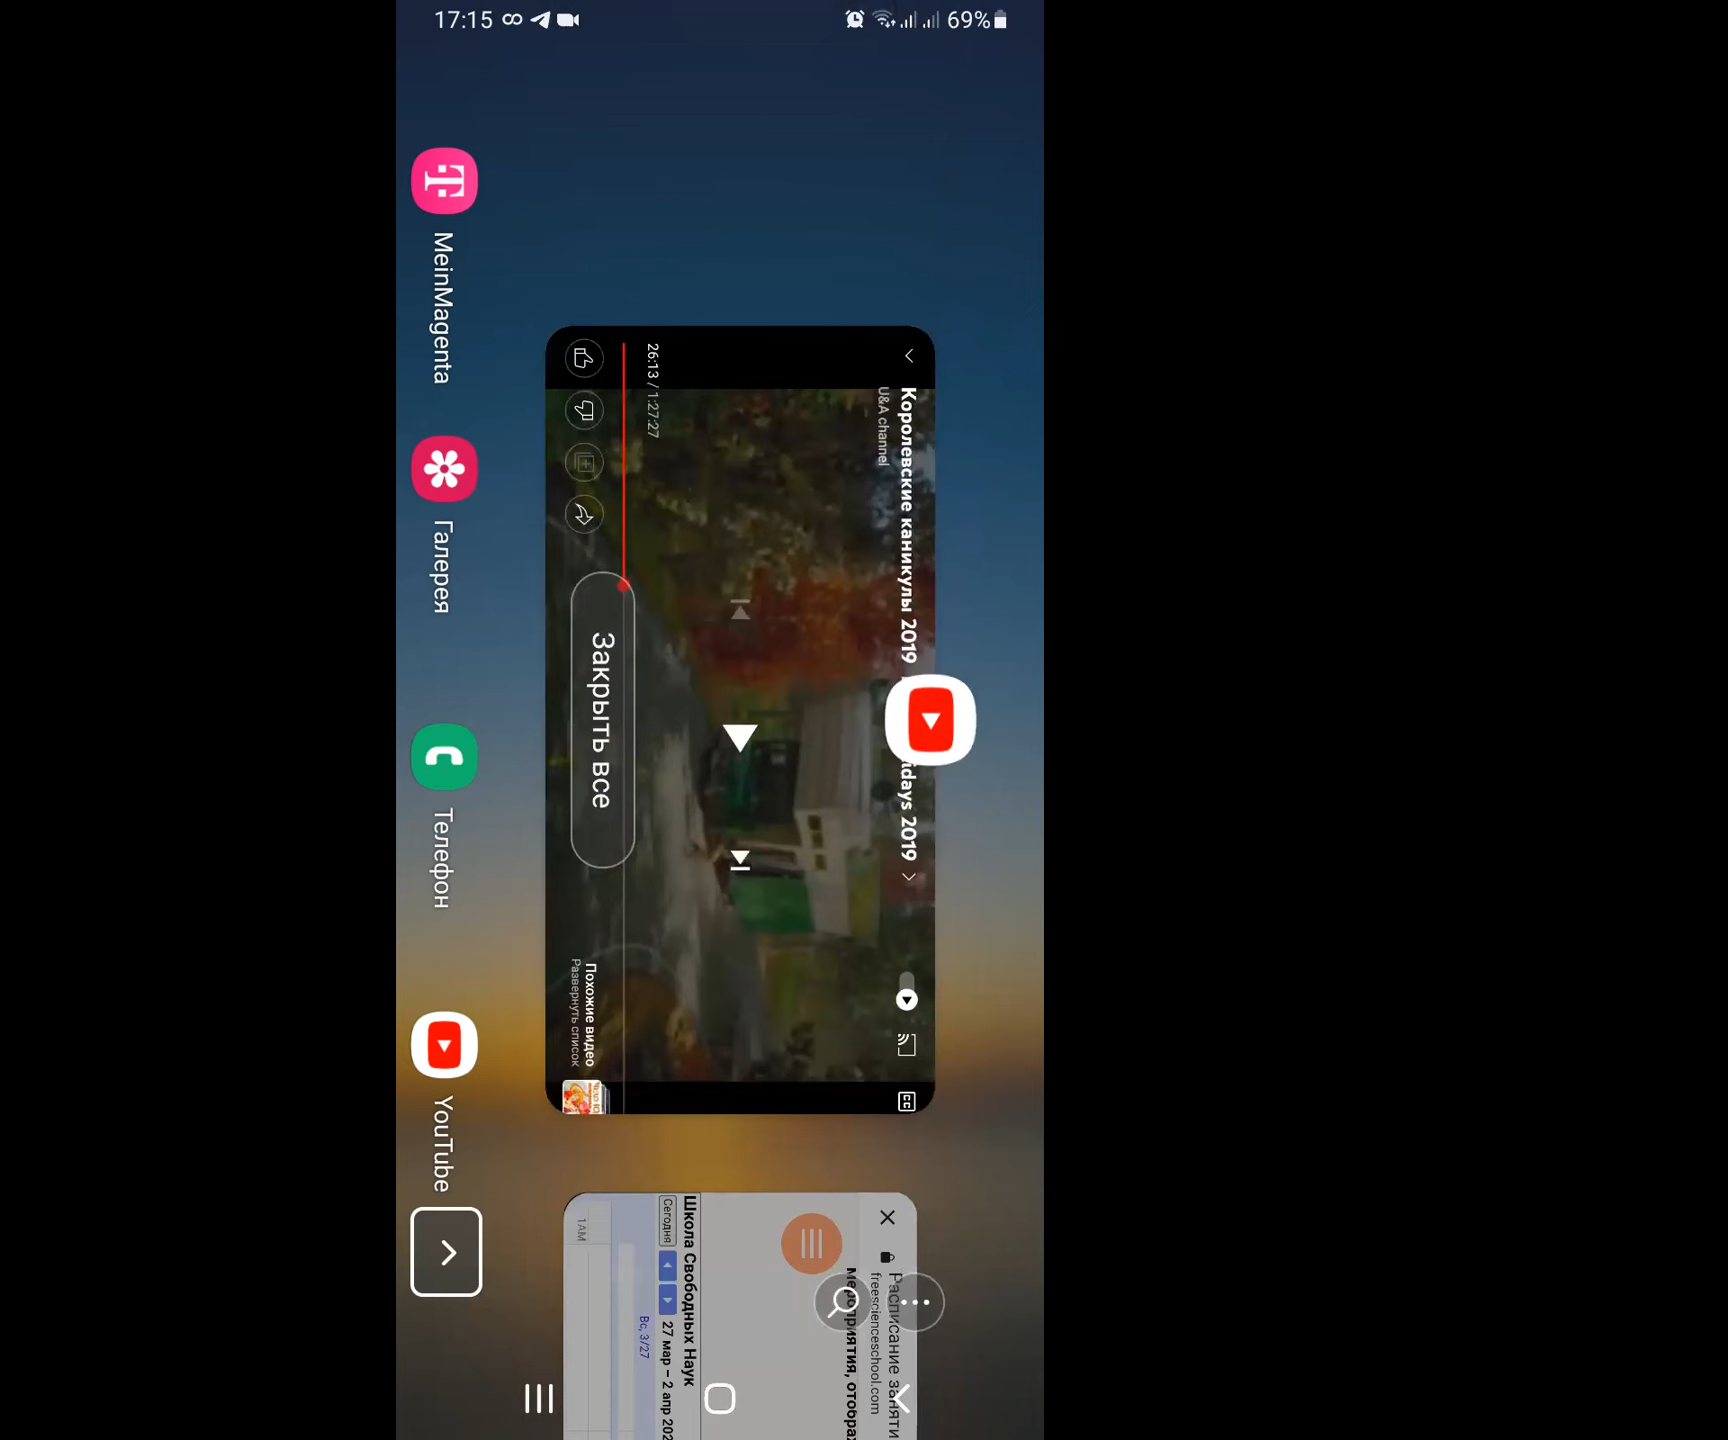 17:15
69%
MeinMagenta
Галерея
Телефон
YouTube
Королевские каникулы 2019
idays 2019
U&A channel
26:13 / 1:27:27
Закрыть все
Похожие видео
Развернуть список
CC
Расписание заняти
freescienceschool.com
мероприятия, отображ
Школа Свободных Наук
Сегодня
27 мар – 2 апр 202
Вс, 3/27
1AM